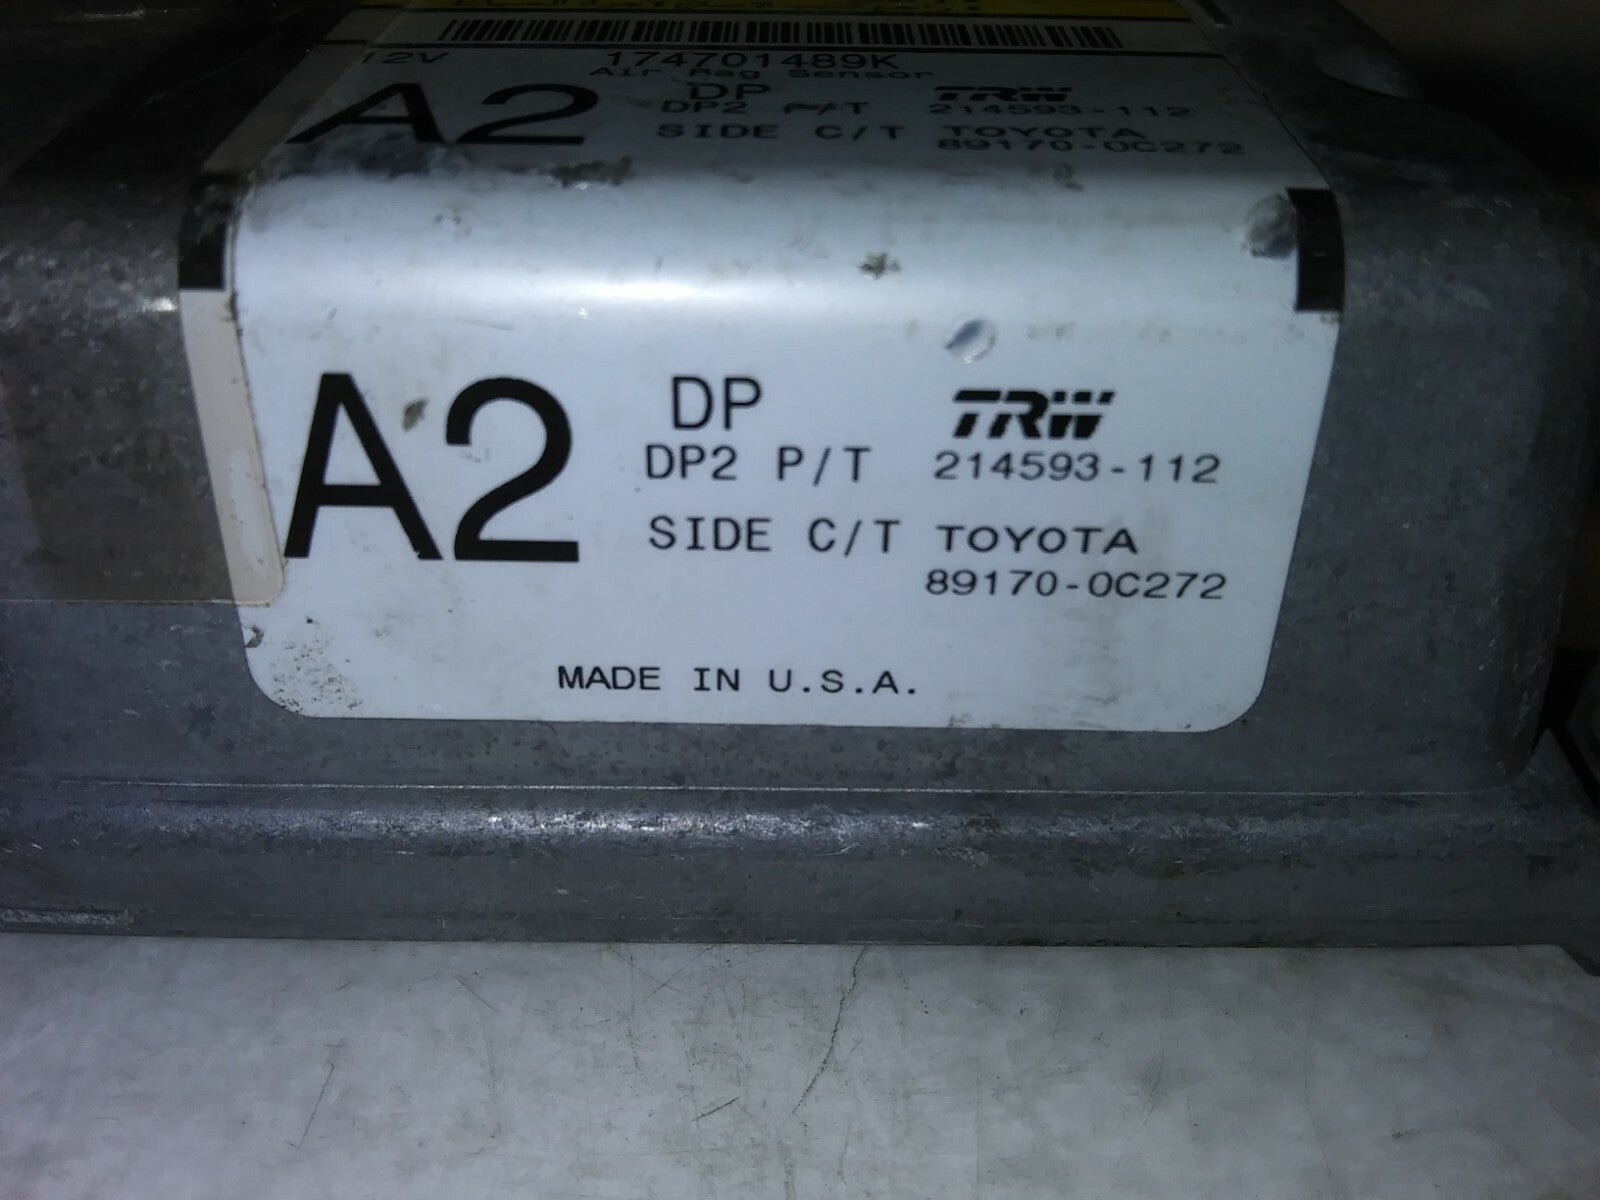 12V 174701489K
Air Bag Sensor
A2 DP TRW
DP2 P/T 214593-112
SIDE C/T TOYOTA
89170-0C272
A2 DP TRW
DP2 P/T 214593-112
SIDE C/T TOYOTA
89170-0C272
MADE IN U.S.A.